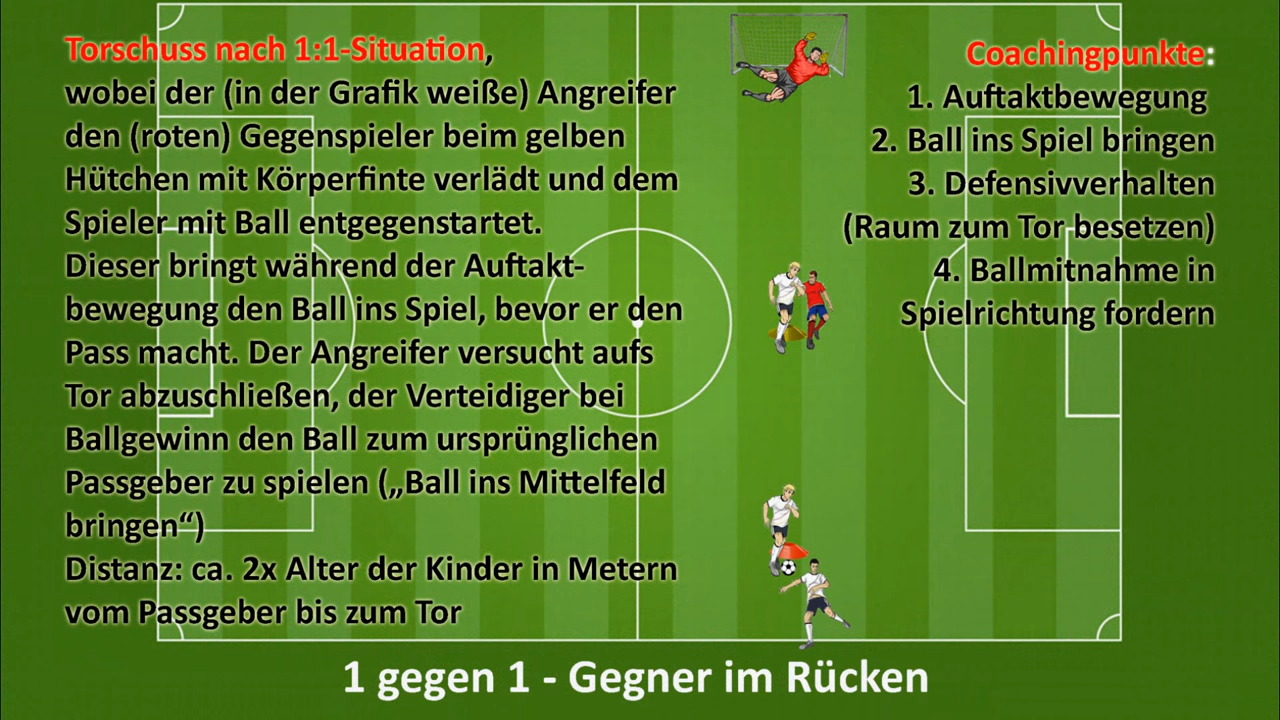 Torschuss nach 1:1-Situation,
wobei der (in der Grafik weiße) Angreifer
den (roten) Gegenspieler beim gelben
Hütchen mit Körperfinte verlädt und dem
Spieler mit Ball entgegenstartet.
Dieser bringt während der Auftakt-
bewegung den Ball ins Spiel, bevor er den
Pass macht. Der Angreifer versucht aufs
Tor abzuschließen, der Verteidiger bei
Ballgewinn den Ball zum ursprünglichen
Passgeber zu spielen („Ball ins Mittelfeld
bringen“)
Distanz: ca. 2x Alter der Kinder in Metern
vom Passgeber bis zum Tor
Coachingpunkte:
1. Auftaktbewegung
2. Ball ins Spiel bringen
3. Defensivverhalten
(Raum zum Tor besetzen)
4. Ballmitnahme in
Spielrichtung fordern
1 gegen 1 - Gegner im Rücken